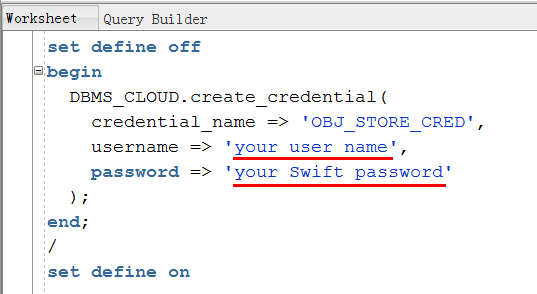 Worksheet Query Builder
set define off
begin
DBMS_CLOUD.create_credential(
credential_name => 'OBJ_STORE_CRED',
username => 'your user name',
password => 'your Swift password'
);
end;
/
set define on